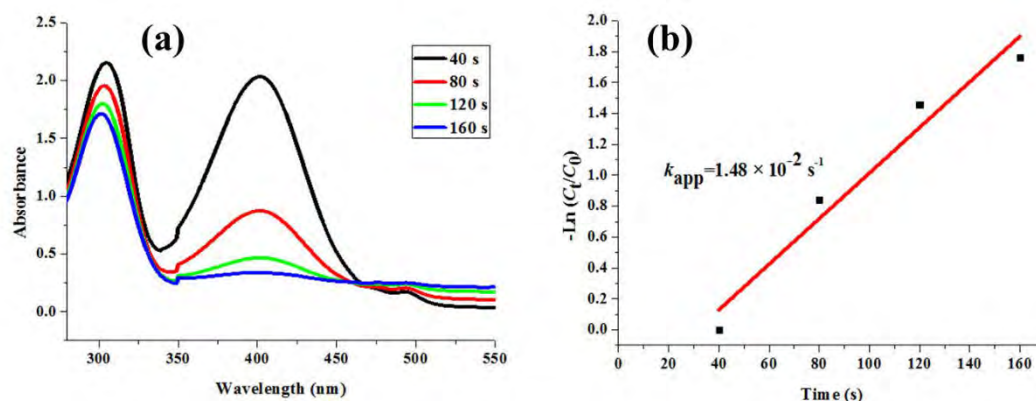 (a)
40 s
80 s
120 s
160 s
2.5
2.0
1.5
1.0
0.5
0.0
Absorbance
300 350 400 450 500 550
Wavelength (nm)
(b)
2.0
1.8
1.6
1.4
1.2
1.0
0.8
0.6
0.4
0.2
0.0
-Ln (Ct/C0)
kapp=1.48 × 10⁻² s⁻¹
0 20 40 60 80 100 120 140 160
Time (s)